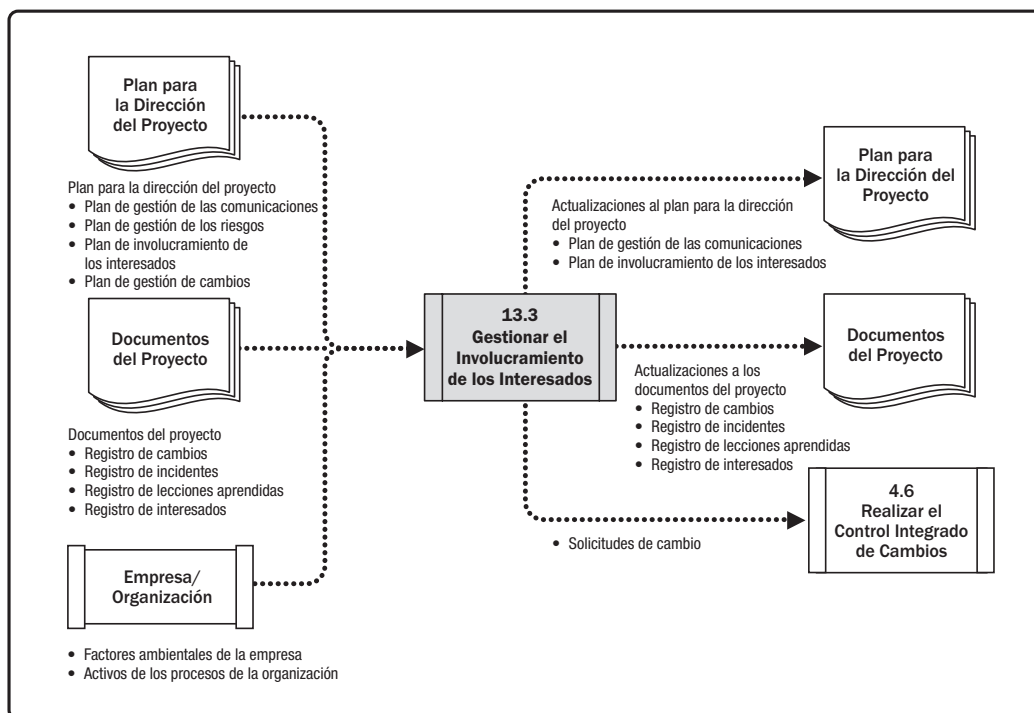 Plan para
la Dirección
del Proyecto
Plan para la dirección del proyecto
• Plan de gestión de las comunicaciones
• Plan de gestión de los riesgos
• Plan de involucramiento de
los interesados
• Plan de gestión de cambios
Documentos
del Proyecto
Documentos del proyecto
• Registro de cambios
• Registro de incidentes
• Registro de lecciones aprendidas
• Registro de interesados
Empresa/
Organización
• Factores ambientales de la empresa
• Activos de los procesos de la organización
13.3
Gestionar el
Involucramiento
de los Interesados
Actualizaciones al plan para la dirección
del proyecto
• Plan de gestión de las comunicaciones
• Plan de involucramiento de los interesados
Plan para
la Dirección del
Proyecto
Actualizaciones a los
documentos del proyecto
• Registro de cambios
• Registro de incidentes
• Registro de lecciones aprendidas
• Registro de interesados
Documentos
del Proyecto
• Solicitudes de cambio
4.6
Realizar el
Control Integrado
de Cambios